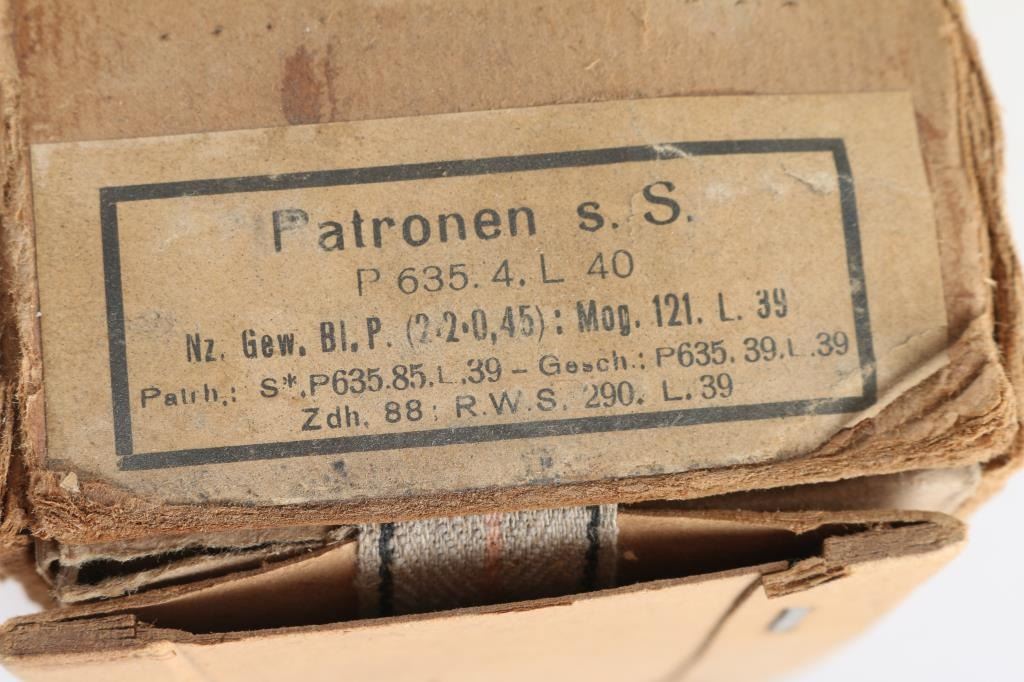 Patronen s. S.
P 635. 4. L 40
Nz. Gew. Bl. P. (2·2·0,45): Mog. 121. L. 39
Patrh.: S*. P635.85. L.39 – Gesch.: P635. 39. L. 39
Zdh. 88: R.W.S. 290. L. 39